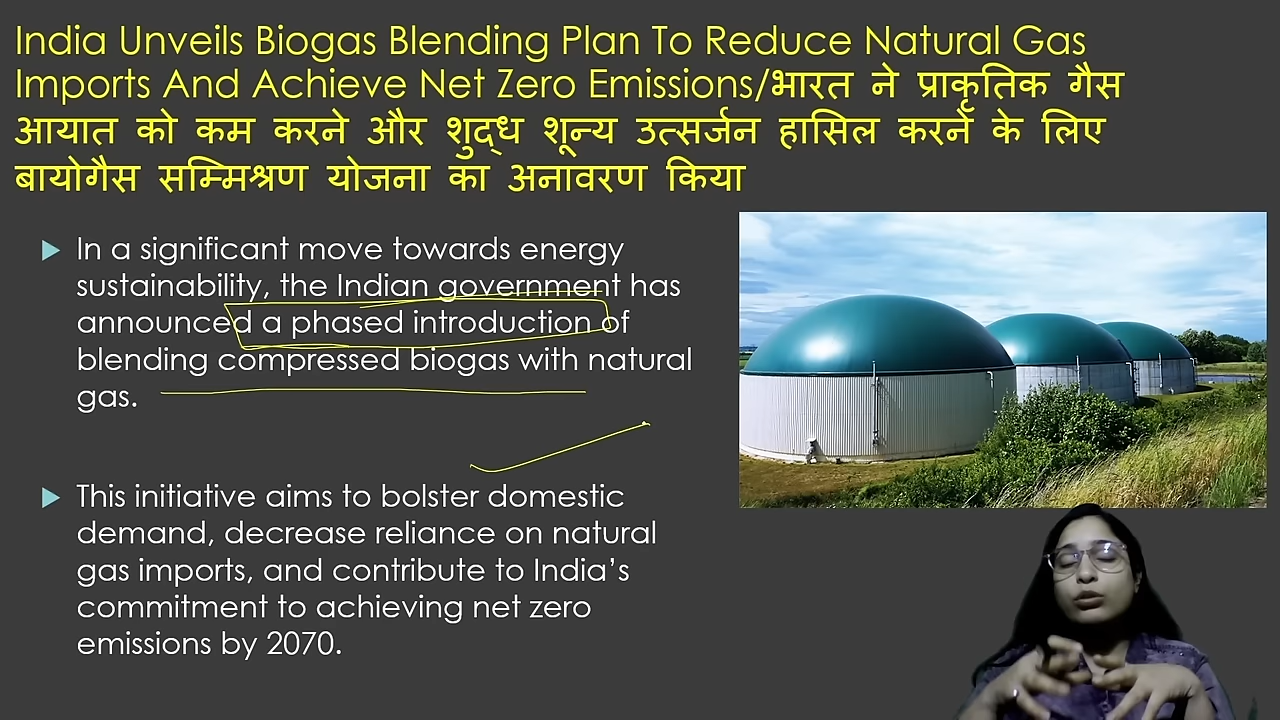 India Unveils Biogas Blending Plan To Reduce Natural Gas
Imports And Achieve Net Zero Emissions/भारत ने प्राकृतिक गैस
आयात को कम करने और शुद्ध शून्य उत्सर्जन हासिल करने के लिए
बायोगैस सम्मिश्रण योजना का अनावरण किया
In a significant move towards energy
sustainability, the Indian government has
announced a phased introduction of
blending compressed biogas with natural
gas.
This initiative aims to bolster domestic
demand, decrease reliance on natural
gas imports, and contribute to India’s
commitment to achieving net zero
emissions by 2070.